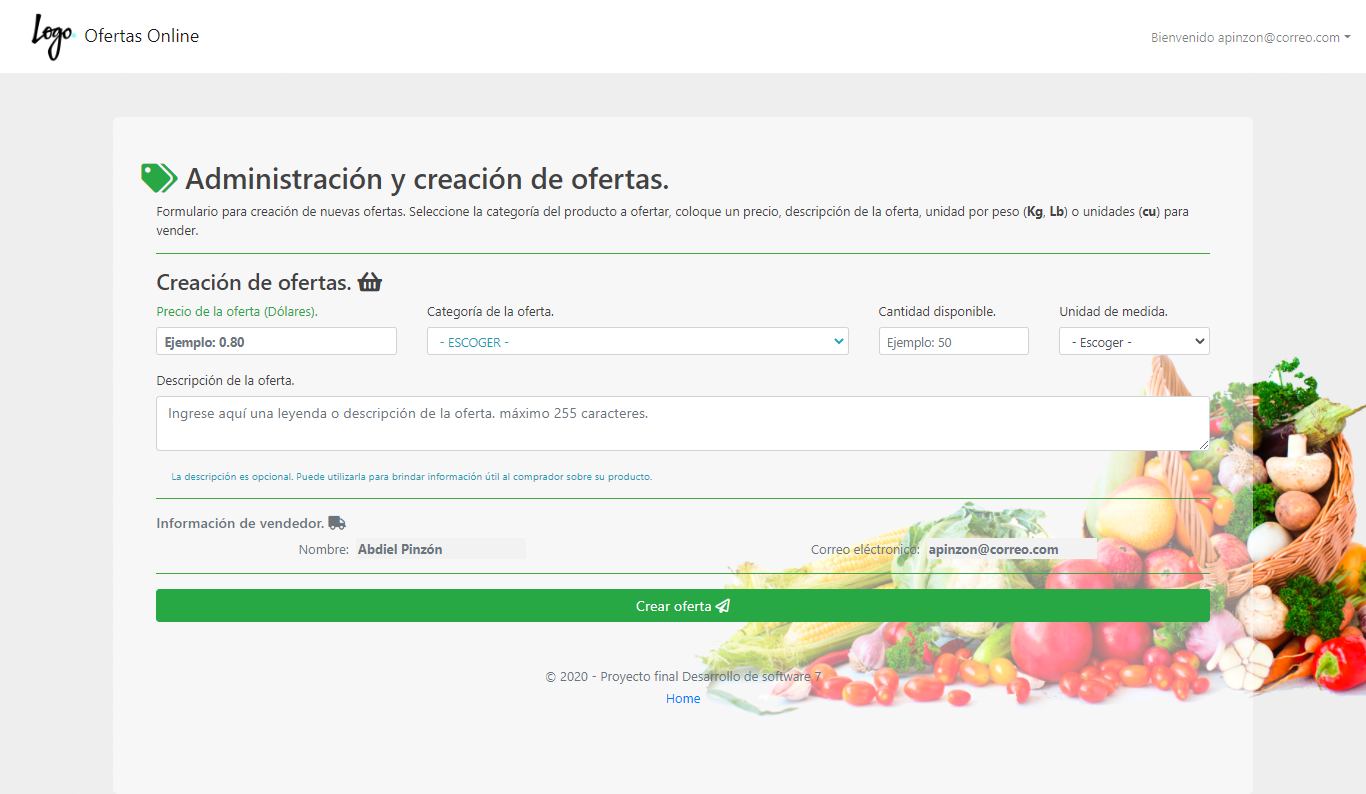 Logo Ofertas Online
Bienvenido apinzon@correo.com
Administración y creación de ofertas.
Formulario para creación de nuevas ofertas. Seleccione la categoría del producto a ofertar, coloque un precio, descripción de la oferta, unidad por peso (Kg, Lb) o unidades (cu) para
vender.
Creación de ofertas.
Precio de la oferta (Dólares). Categoría de la oferta. Cantidad disponible. Unidad de medida.
Ejemplo: 0.80 - ESCOGER - Ejemplo: 50 - Escoger -
Descripción de la oferta.
Ingrese aquí una leyenda o descripción de la oferta. máximo 255 caracteres.
La descripción es opcional. Puede utilizarla para brindar información útil al comprador sobre su producto.
Información de vendedor.
Nombre: Abdiel Pinzón Correo eléctronico: apinzon@correo.com
Crear oferta
© 2020 - Proyecto final Desarrollo de software 7
Home